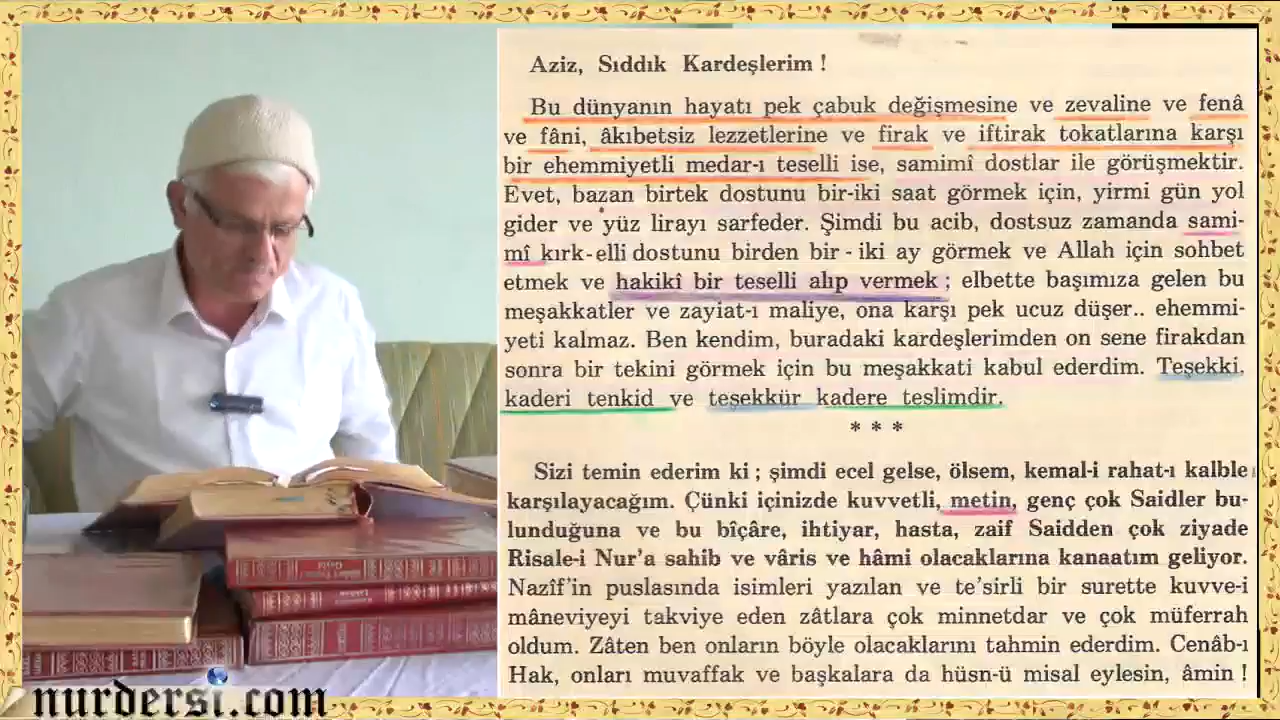 Aziz, Sıddık Kardeşlerim !
Bu dünyanın hayatı pek çabuk değişmesine ve zevaline ve fenâ
ve fâni, âkıbetsiz lezzetlerine ve firak ve iftirak tokatlarına karşı
bir ehemmiyetli medar-ı teselli ise, samimî dostlar ile görüşmektir.
Evet, bazan birtek dostunu bir-iki saat görmek için, yirmi gün yol
gider ve yüz lirayı sarfeder. Şimdi bu acib, dostsuz zamanda sami-
mî kırk-elli dostunu birden bir - iki ay görmek ve Allah için sohbet
etmek ve hakikî bir teselli alıp vermek ; elbette başımıza gelen bu
meşakkatler ve zayiat-ı maliye, ona karşı pek ucuz düşer.. ehemmi-
yeti kalmaz. Ben kendim, buradaki kardeşlerimden on sene firakdan
sonra bir tekini görmek için bu meşakkati kabul ederdim. Teşekki,
kaderi tenkid ve teşekkür kadere teslimdir.
* * *
Sizi temin ederim ki ; şimdi ecel gelse, ölsem, kemal-i rahat-ı kalble
karşılayacağım. Çünki içinizde kuvvetli, metin, genç çok Saidler bu-
lunduğuna ve bu bîçâre, ihtiyar, hasta, zaif Saidden çok ziyade
Risale-i Nur'a sahib ve vâris ve hâmi olacaklarına kanaatım geliyor.
Nazîf'in puslasında isimleri yazılan ve te'sirli bir surette kuvve-i
mâneviyeyi takviye eden zâtlara çok minnetdar ve çok müferrah
oldum. Zâten ben onların böyle olacaklarını tahmin ederdim. Cenâb-ı
Hak, onları muvaffak ve başkalara da hüsn-ü misal eylesin, âmin !
nurdersi.com